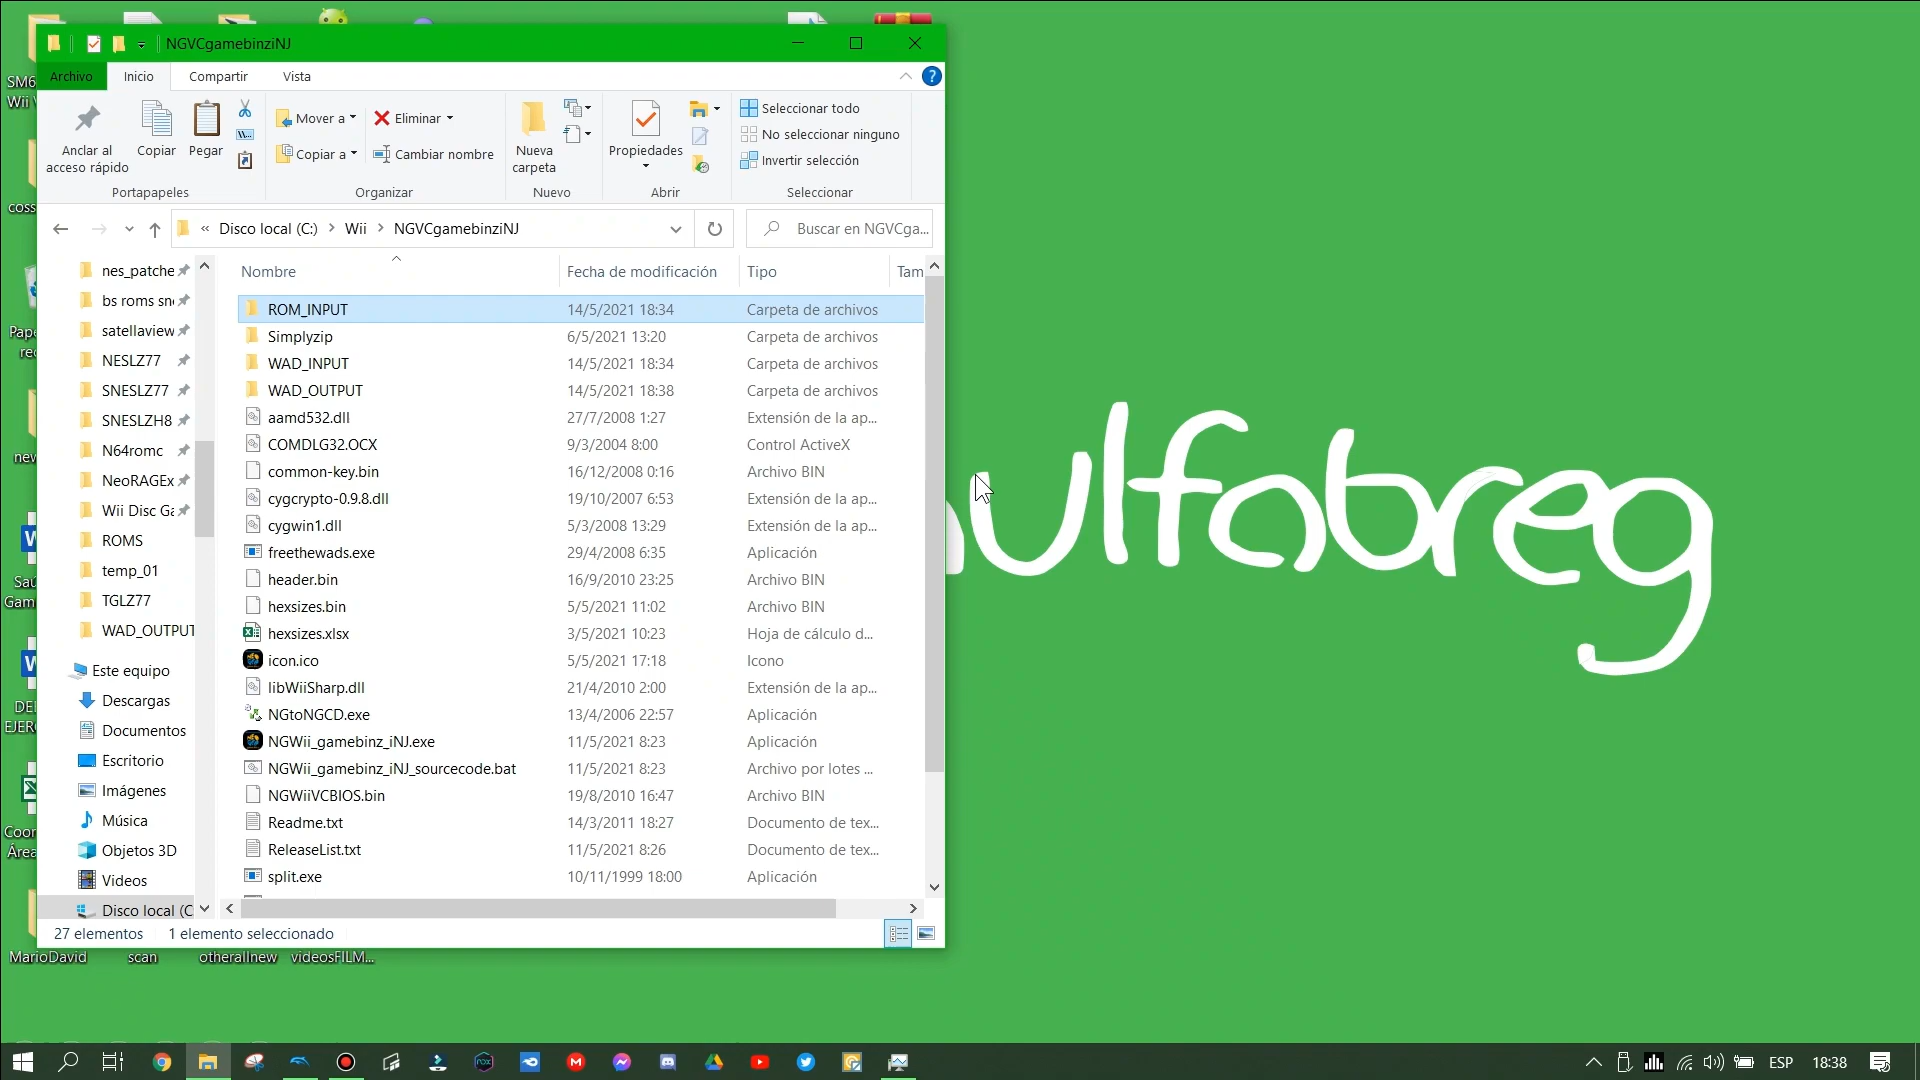 NGVCgamebinziNJ
Archivo
Inicio
Compartir
Vista
Anclar al
acceso rápido
Copiar
Pegar
Mover a
Copiar a
Eliminar
Cambiar nombre
Nueva
carpeta
Propiedades
Seleccionar todo
No seleccionar ninguno
Invertir selección
Portapapeles
Organizar
Nuevo
Abrir
Seleccionar
« Disco local (C:) > Wii > NGVCgamebinziNJ
Buscar en NGVCga...
Nombre Fecha de modificación Tipo Tam
ROM_INPUT 14/5/2021 18:34 Carpeta de archivos
Simplyzip 6/5/2021 13:20 Carpeta de archivos
WAD_INPUT 14/5/2021 18:34 Carpeta de archivos
WAD_OUTPUT 14/5/2021 18:38 Carpeta de archivos
aamd532.dll 27/7/2008 1:27 Extensión de la ap...
COMDLG32.OCX 9/3/2004 8:00 Control ActiveX
common-key.bin 16/12/2008 0:16 Archivo BIN
cygcrypto-0.9.8.dll 19/10/2007 6:53 Extensión de la ap...
cygwin1.dll 5/3/2008 13:29 Extensión de la ap...
freethewads.exe 29/4/2008 6:35 Aplicación
header.bin 16/9/2010 23:25 Archivo BIN
hexsizes.bin 5/5/2021 11:02 Archivo BIN
hexsizes.xlsx 3/5/2021 10:23 Hoja de cálculo d...
icon.ico 5/5/2021 17:18 Icono
libWiiSharp.dll 21/4/2010 2:00 Extensión de la ap...
NGtoNGCD.exe 13/4/2006 22:57 Aplicación
NGWii_gamebinz_iNJ.exe 11/5/2021 8:23 Aplicación
NGWii_gamebinz_iNJ_sourcecode.bat 11/5/2021 8:23 Archivo por lotes ...
NGWiiVCBIOS.bin 19/8/2010 16:47 Archivo BIN
Readme.txt 14/3/2011 18:27 Documento de tex...
ReleaseList.txt 11/5/2021 8:26 Documento de tex...
split.exe 10/11/1999 18:00 Aplicación
nes_patche
bs roms sne
satellaview
NESLZ77
SNESLZ77
SNESLZH8
N64romc
NeoRAGEx
Wii Disc Ga
ROMS
temp_01
TGLZ77
WAD_OUTPUT
Este equipo
Descargas
Documentos
Escritorio
Imágenes
Música
Objetos 3D
Videos
Disco local (C
27 elementos 1 elemento seleccionado
SM6
Wii V
coss
Pape
rec
new
Saú
Gam
DEL
EJER
Coor
Área
MarioDavid
scan
otherallnew
videosFILM...
ulfabreg
ESP
18:38